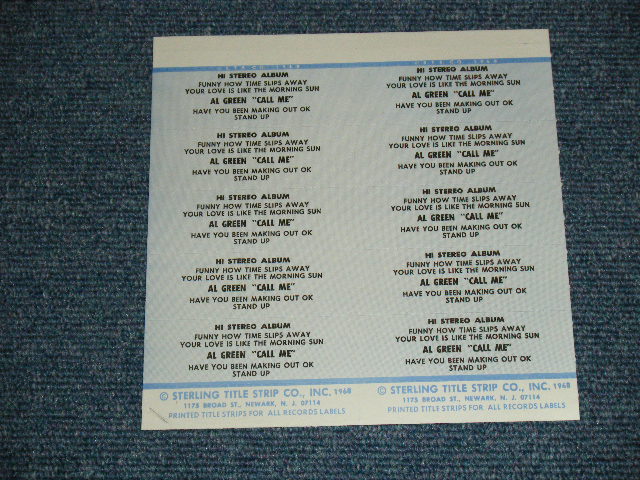 HI STEREO ALBUM
FUNNY HOW TIME SLIPS AWAY
YOUR LOVE IS LIKE THE MORNING SUN
AL GREEN "CALL ME"
HAVE YOU BEEN MAKING OUT OK
STAND UP
HI STEREO ALBUM
FUNNY HOW TIME SLIPS AWAY
YOUR LOVE IS LIKE THE MORNING SUN
AL GREEN "CALL ME"
HAVE YOU BEEN MAKING OUT OK
STAND UP
HI STEREO ALBUM
FUNNY HOW TIME SLIPS AWAY
YOUR LOVE IS LIKE THE MORNING SUN
AL GREEN "CALL ME"
HAVE YOU BEEN MAKING OUT OK
STAND UP
HI STEREO ALBUM
FUNNY HOW TIME SLIPS AWAY
YOUR LOVE IS LIKE THE MORNING SUN
AL GREEN "CALL ME"
HAVE YOU BEEN MAKING OUT OK
STAND UP
HI STEREO ALBUM
FUNNY HOW TIME SLIPS AWAY
YOUR LOVE IS LIKE THE MORNING SUN
AL GREEN "CALL ME"
HAVE YOU BEEN MAKING OUT OK
STAND UP
© STERLING TITLE STRIP CO., INC. 1968
1175 BROAD ST., NEWARK, N. J. 07114
PRINTED TITLE STRIPS FOR ALL RECORDS LABELS
HI STEREO ALBUM
FUNNY HOW TIME SLIPS AWAY
YOUR LOVE IS LIKE THE MORNING SUN
AL GREEN "CALL ME"
HAVE YOU BEEN MAKING OUT OK
STAND UP
HI STEREO ALBUM
FUNNY HOW TIME SLIPS AWAY
YOUR LOVE IS LIKE THE MORNING SUN
AL GREEN "CALL ME"
HAVE YOU BEEN MAKING OUT OK
STAND UP
HI STEREO ALBUM
FUNNY HOW TIME SLIPS AWAY
YOUR LOVE IS LIKE THE MORNING SUN
AL GREEN "CALL ME"
HAVE YOU BEEN MAKING OUT OK
STAND UP
HI STEREO ALBUM
FUNNY HOW TIME SLIPS AWAY
YOUR LOVE IS LIKE THE MORNING SUN
AL GREEN "CALL ME"
HAVE YOU BEEN MAKING OUT OK
STAND UP
HI STEREO ALBUM
FUNNY HOW TIME SLIPS AWAY
YOUR LOVE IS LIKE THE MORNING SUN
AL GREEN "CALL ME"
HAVE YOU BEEN MAKING OUT OK
STAND UP
© STERLING TITLE STRIP CO., INC. 1968
1175 BROAD ST., NEWARK, N. J. 07114
PRINTED TITLE STRIPS FOR ALL RECORDS LABELS